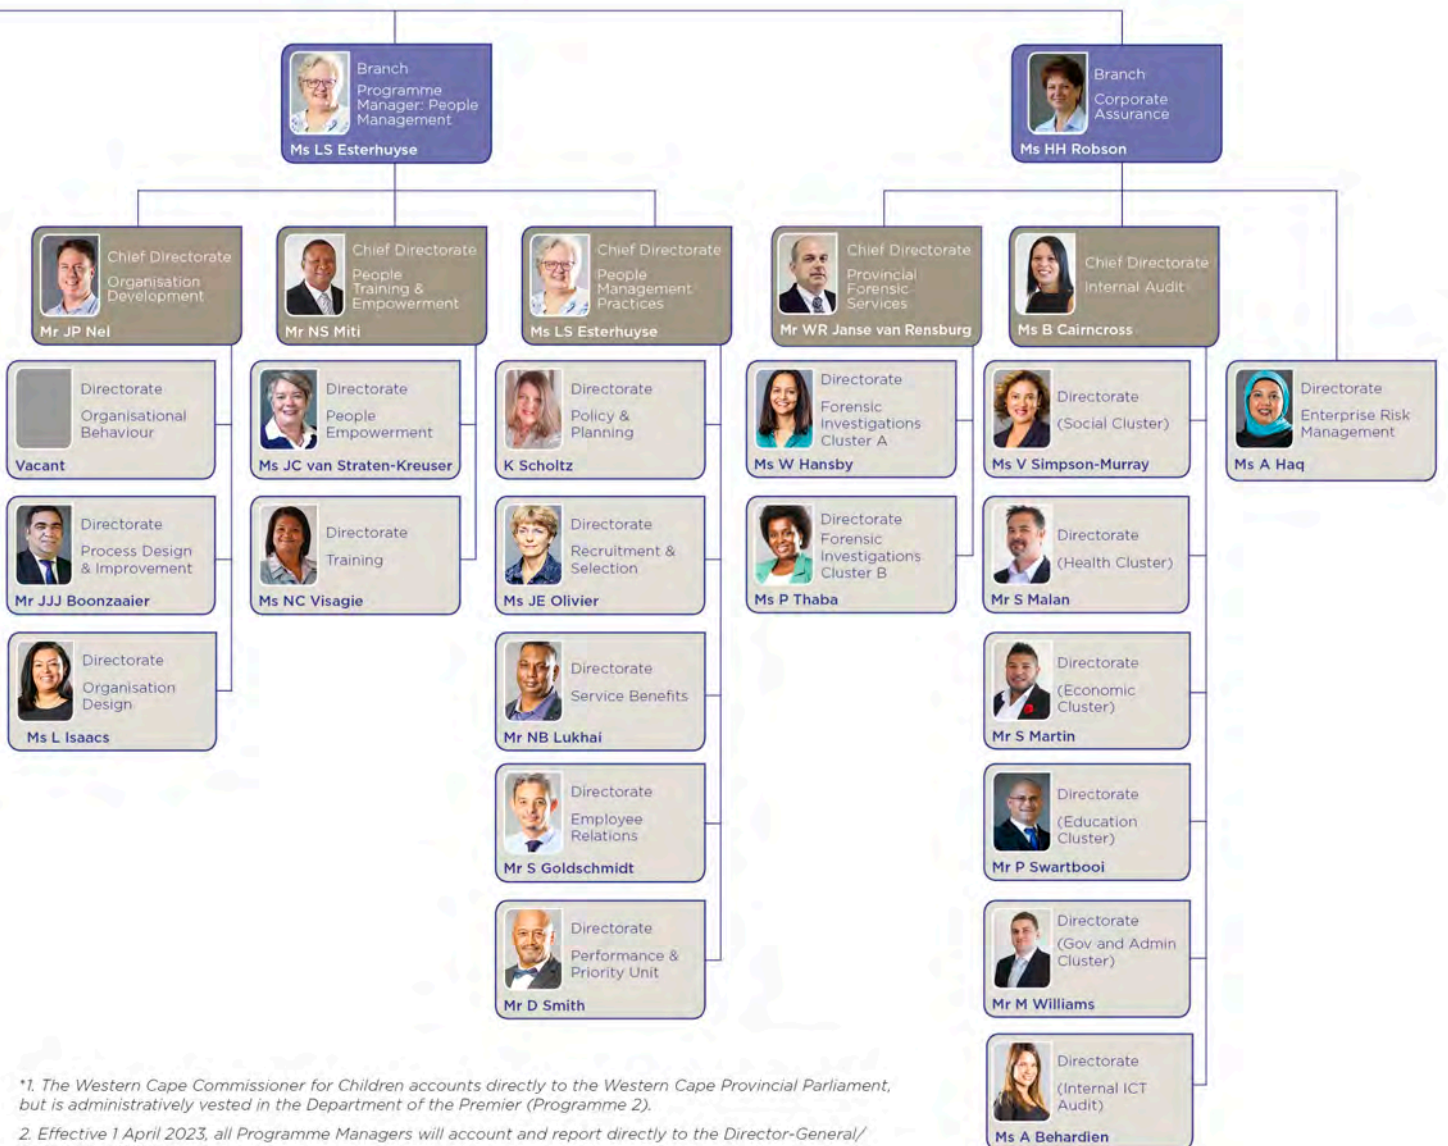 Branch
Programme
Manager: People
Management
Ms LS Esterhuyse
Branch
Corporate
Assurance
Ms HH Robson
Chief Directorate
Organisation
Development
Mr JP Nel
Chief Directorate
People
Training &
Empowerment
Mr NS Miti
Chief Directorate
People
Management
Practices
Ms LS Esterhuyse
Chief Directorate
Provincial
Forensic
Services
Mr WR Janse van Rensburg
Chief Directorate
Internal Audit
Ms B Cairncross
Directorate
Organisational
Behaviour
Vacant
Directorate
People
Empowerment
Ms JC van Straten-Kreuser
Directorate
Policy &
Planning
K Scholtz
Directorate
Forensic
Investigations
Cluster A
Ms W Hansby
Directorate
(Social Cluster)
Ms V Simpson-Murray
Directorate
Enterprise Risk
Management
Ms A Haq
Directorate
Process Design
& Improvement
Mr JJJ Boonzaaier
Directorate
Training
Ms NC Visagie
Directorate
Recruitment &
Selection
Ms JE Olivier
Directorate
Forensic
Investigations
Cluster B
Ms P Thaba
Directorate
(Health Cluster)
Mr S Malan
Directorate
Organisation
Design
Ms L Isaacs
Directorate
Service Benefits
Mr NB Lukhai
Directorate
(Economic
Cluster)
Mr S Martin
Directorate
Employee
Relations
Mr S Goldschmidt
Directorate
(Education
Cluster)
Mr P Swartbooi
Directorate
Performance &
Priority Unit
Mr D Smith
Directorate
(Gov and Admin
Cluster)
Mr M Williams
Directorate
(Internal ICT
Audit)
Ms A Behardien
*1. The Western Cape Commissioner for Children accounts directly to the Western Cape Provincial Parliament,
but is administratively vested in the Department of the Premier (Programme 2).
2. Effective 1 April 2023, all Programme Managers will account and report directly to the Director-General/